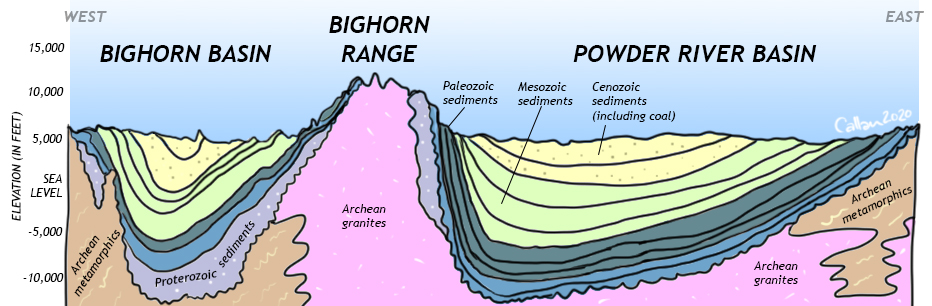 WEST
EAST
BIGHORN
RANGE
BIGHORN BASIN
POWDER RIVER BASIN
15,000
10,000
5,000
SEA
LEVEL
-5,000
-10,000
ELEVATION (IN FEET)
Paleozoic
sediments
Mesozoic
sediments
Cenozoic
sediments
(including coal)
Callan 2020
Archean
metamorphics
Proterozoic
sediments
Archean
granites
Archean
granites
Archean
metamorphics